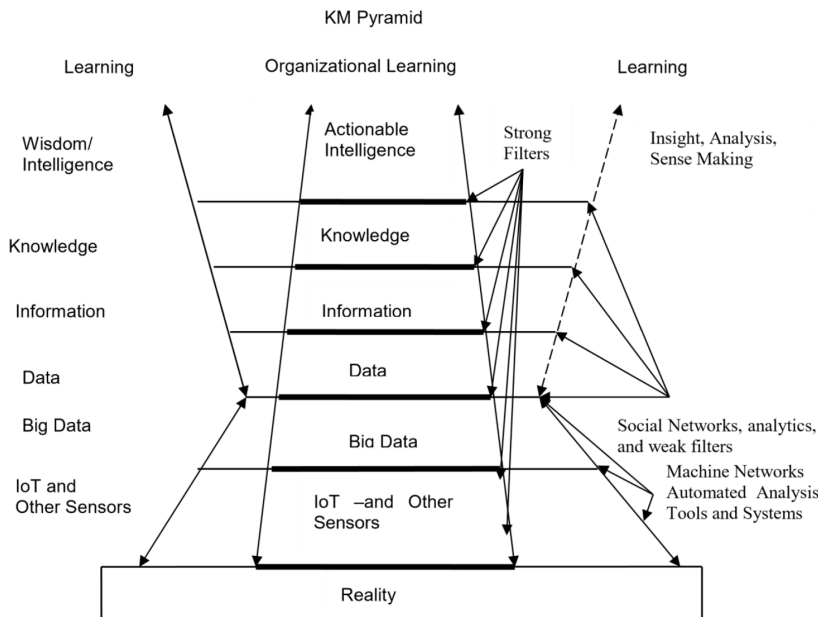 KM Pyramid
Learning
Organizational Learning
Learning
Wisdom/
Intelligence
Actionable
Intelligence
Strong
Filters
Insight, Analysis,
Sense Making
Knowledge
Knowledge
Information
Information
Data
Data
Big Data
Big Data
Social Networks, analytics,
and weak filters
IoT and
Other Sensors
IoT –and Other
Sensors
Machine Networks
Automated Analysis
Tools and Systems
Reality